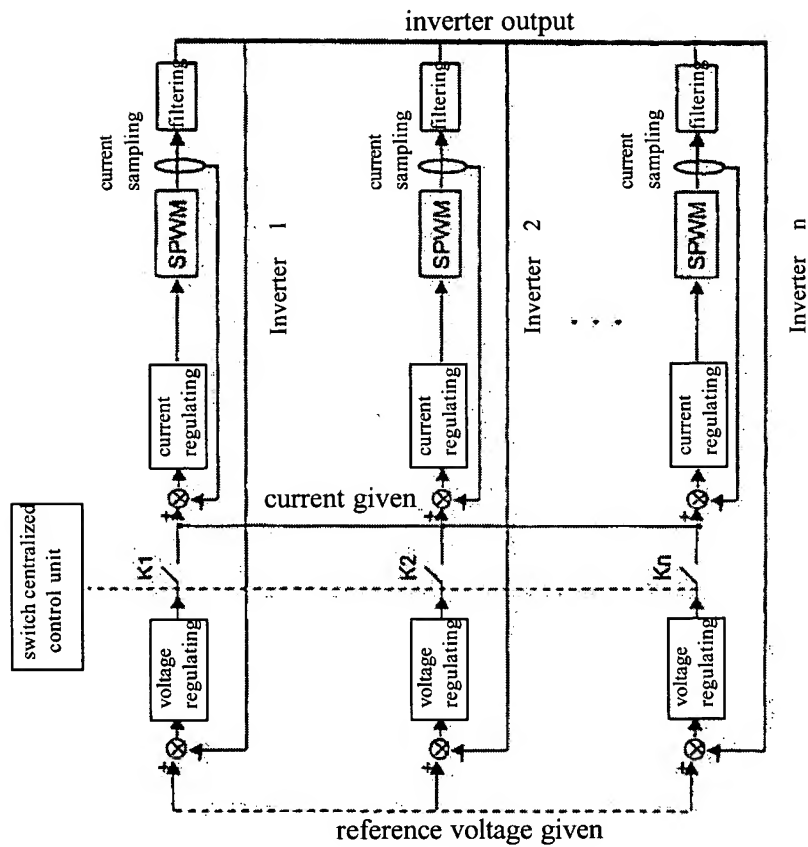 inverter output
filtering
filtering
filtering
current
sampling
current
sampling
current
sampling
SPWM
SPWM
SPWM
Inverter 1
Inverter 2
Inverter n
current
regulating
current
regulating
current
regulating
+
current given
+
+
switch centralized
control unit
K1
K2
Kn
voltage
regulating
voltage
regulating
voltage
regulating
+
+
+
reference voltage given